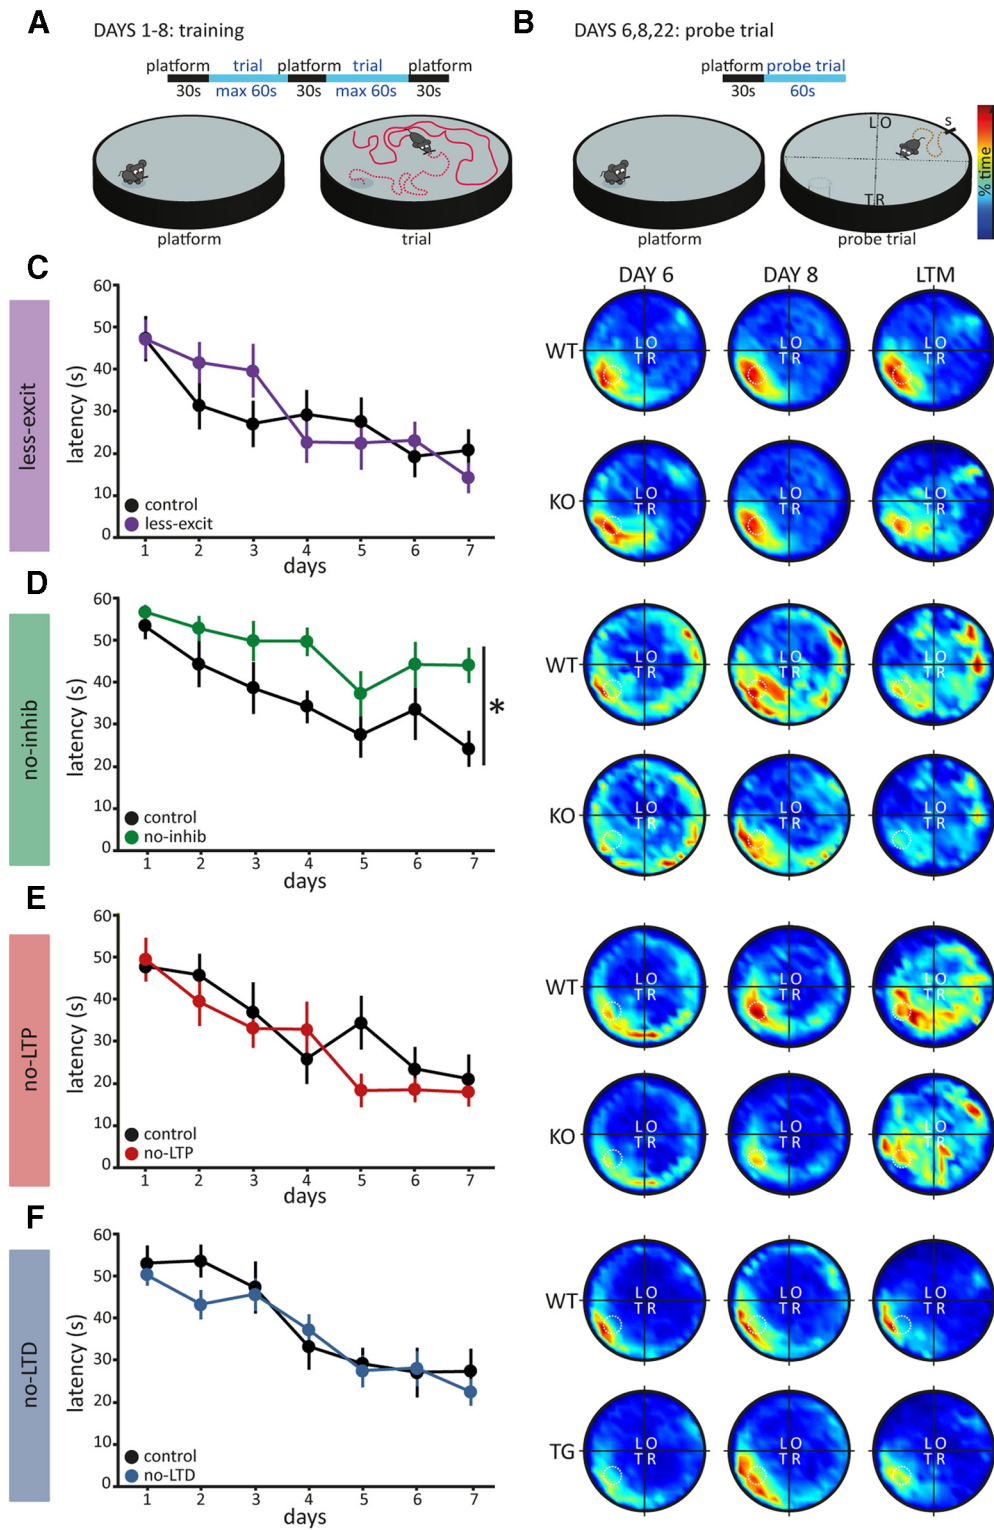 A DAYS 1-8: training
platform trial platform trial platform
30s max 60s 30s max 60s 30s
platform trial
B DAYS 6,8,22: probe trial
platform probe trial
30s 60s
L O
T R
S
% time
platform probe trial
C
less-excit
60
50
40
30
20
10
0
latency (s)
control
less-excit
1 2 3 4 5 6 7
days
DAY 6 DAY 8 LTM
WT
L O L O L O
T R T R T R
KO
L O L O L O
T R T R T R
D
no-inhib
60
50
40
30
20
10
0
latency (s)
*
control
no-inhib
1 2 3 4 5 6 7
days
WT
L O L O L O
T R T R T R
KO
L O L O L O
T R T R T R
E
no-LTP
60
50
40
30
20
10
0
latency (s)
control
no-LTP
1 2 3 4 5 6 7
days
WT
L O L O L O
T R T R T R
KO
L O L O L O
T R T R T R
F
no-LTD
60
50
40
30
20
10
0
latency (s)
control
no-LTD
1 2 3 4 5 6 7
days
WT
L O L O L O
T R T R T R
TG
L O L O L O
T R T R T R